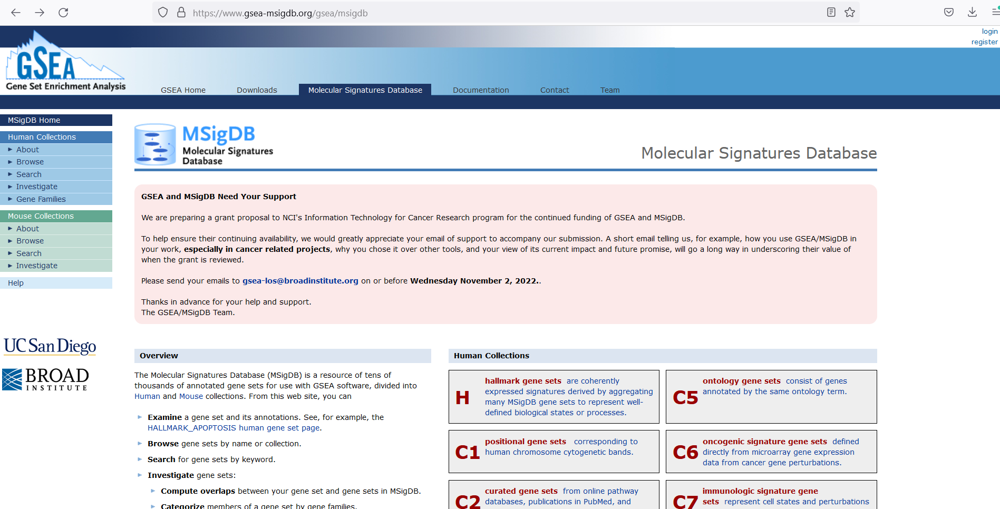 https://www.gsea-msigdb.org/gsea/msigdb
login
register
GSEA
Gene Set Enrichment Analysis
GSEA Home
Downloads
Molecular Signatures Database
Documentation
Contact
Team
MSigDB Home
Human Collections
About
Browse
Search
Investigate
Gene Families
Mouse Collections
About
Browse
Search
Investigate
Help
UC San Diego
BROAD
INSTITUTE
MSigDB
Molecular Signatures
Database
Molecular Signatures Database
GSEA and MSigDB Need Your Support
We are preparing a grant proposal to NCI's Information Technology for Cancer Research program for the continued funding of GSEA and MSigDB.
To help ensure their continuing availability, we would greatly appreciate your email of support to accompany our submission. A short email telling us, for example, how you use GSEA/MSigDB in
your work, especially in cancer related projects, why you chose it over other tools, and your view of its current impact and future promise, will go a long way in underscoring their value of
when the grant is reviewed.
Please send your emails to gsea-los@broadinstitute.org on or before Wednesday November 2, 2022..
Thanks in advance for your help and support.
The GSEA/MSigDB Team.
Overview
The Molecular Signatures Database (MSigDB) is a resource of tens of
thousands of annotated gene sets for use with GSEA software, divided into
Human and Mouse collections. From this web site, you can
Examine a gene set and its annotations. See, for example, the
HALLMARK_APOPTOSIS human gene set page.
Browse gene sets by name or collection.
Search for gene sets by keyword.
Investigate gene sets:
Compute overlaps between your gene set and gene sets in MSigDB.
Categorize members of a gene set by gene families.
Human Collections
H
hallmark gene sets are coherently
expressed signatures derived by aggregating
many MSigDB gene sets to represent well-
defined biological states or processes.
C5
ontology gene sets consist of genes
annotated by the same ontology term.
C1
positional gene sets corresponding to
human chromosome cytogenetic bands.
C6
oncogenic signature gene sets defined
directly from microarray gene expression
data from cancer gene perturbations.
C2
curated gene sets from online pathway
databases, publications in PubMed, and
C7
immunologic signature gene
sets represent cell states and perturbations